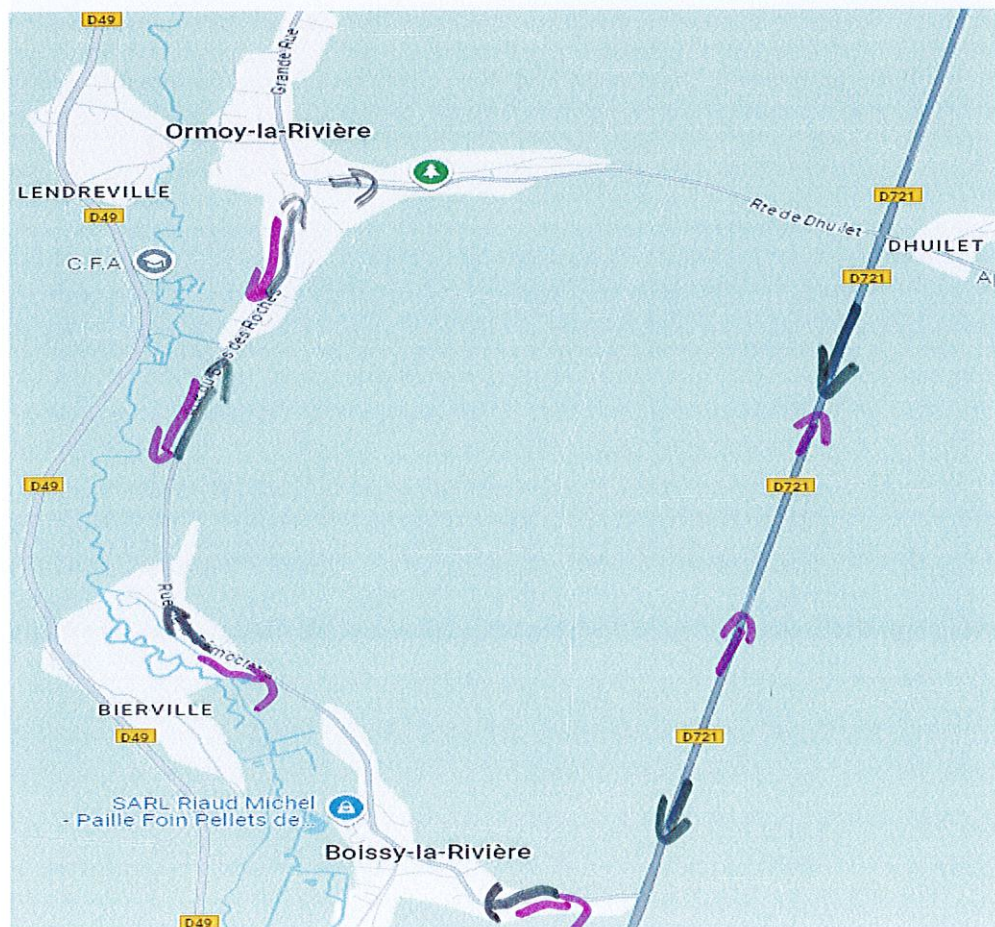 D49
Grande Rue
Ormoy-la-Rivière
LENDREVILLE
D721
D49
Rte de Dhuilet
DHUILET
C.F.A
D721
des Roches
D49
D721
Rue
BIERVILLE
D49
D721
SARL Riaud Michel
- Paille Foin Pellets de...
Boissy-la-Rivière
D49